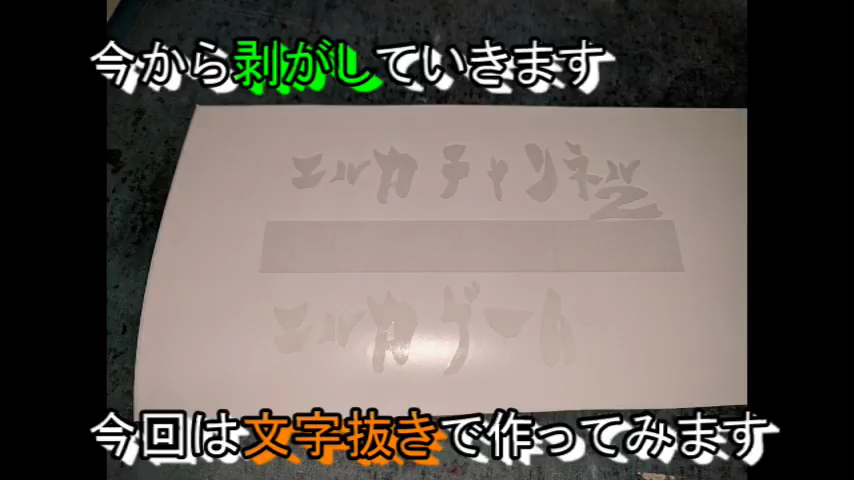 今から剥がしていきます
エルカチャンネル
2
エルカゲーム
今回は文字抜きで作ってみます